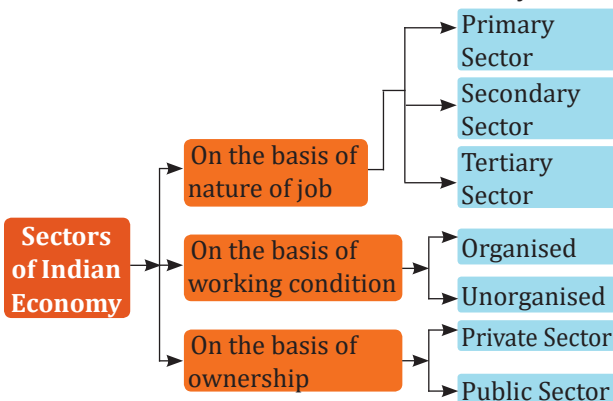 Sectors
of Indian
Economy
On the basis of
nature of job
Primary
Sector
Secondary
Sector
Tertiary
Sector
On the basis of
working condition
Organised
Unorganised
On the basis of
ownership
Private Sector
Public Sector